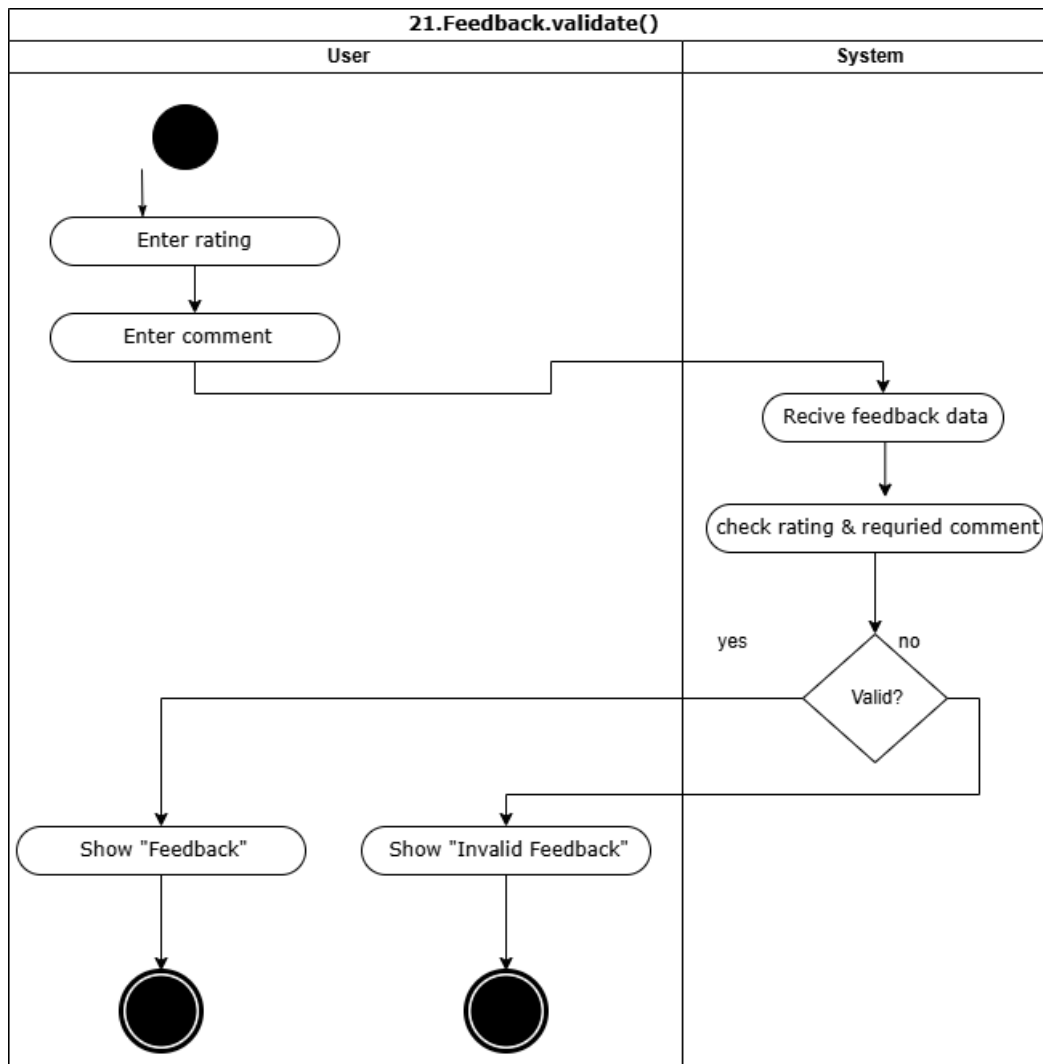 21.Feedback.validate()
User
System
Enter rating
Enter comment
Recive feedback data
check rating & requried comment
yes
no
Valid?
Show "Feedback"
Show "Invalid Feedback"